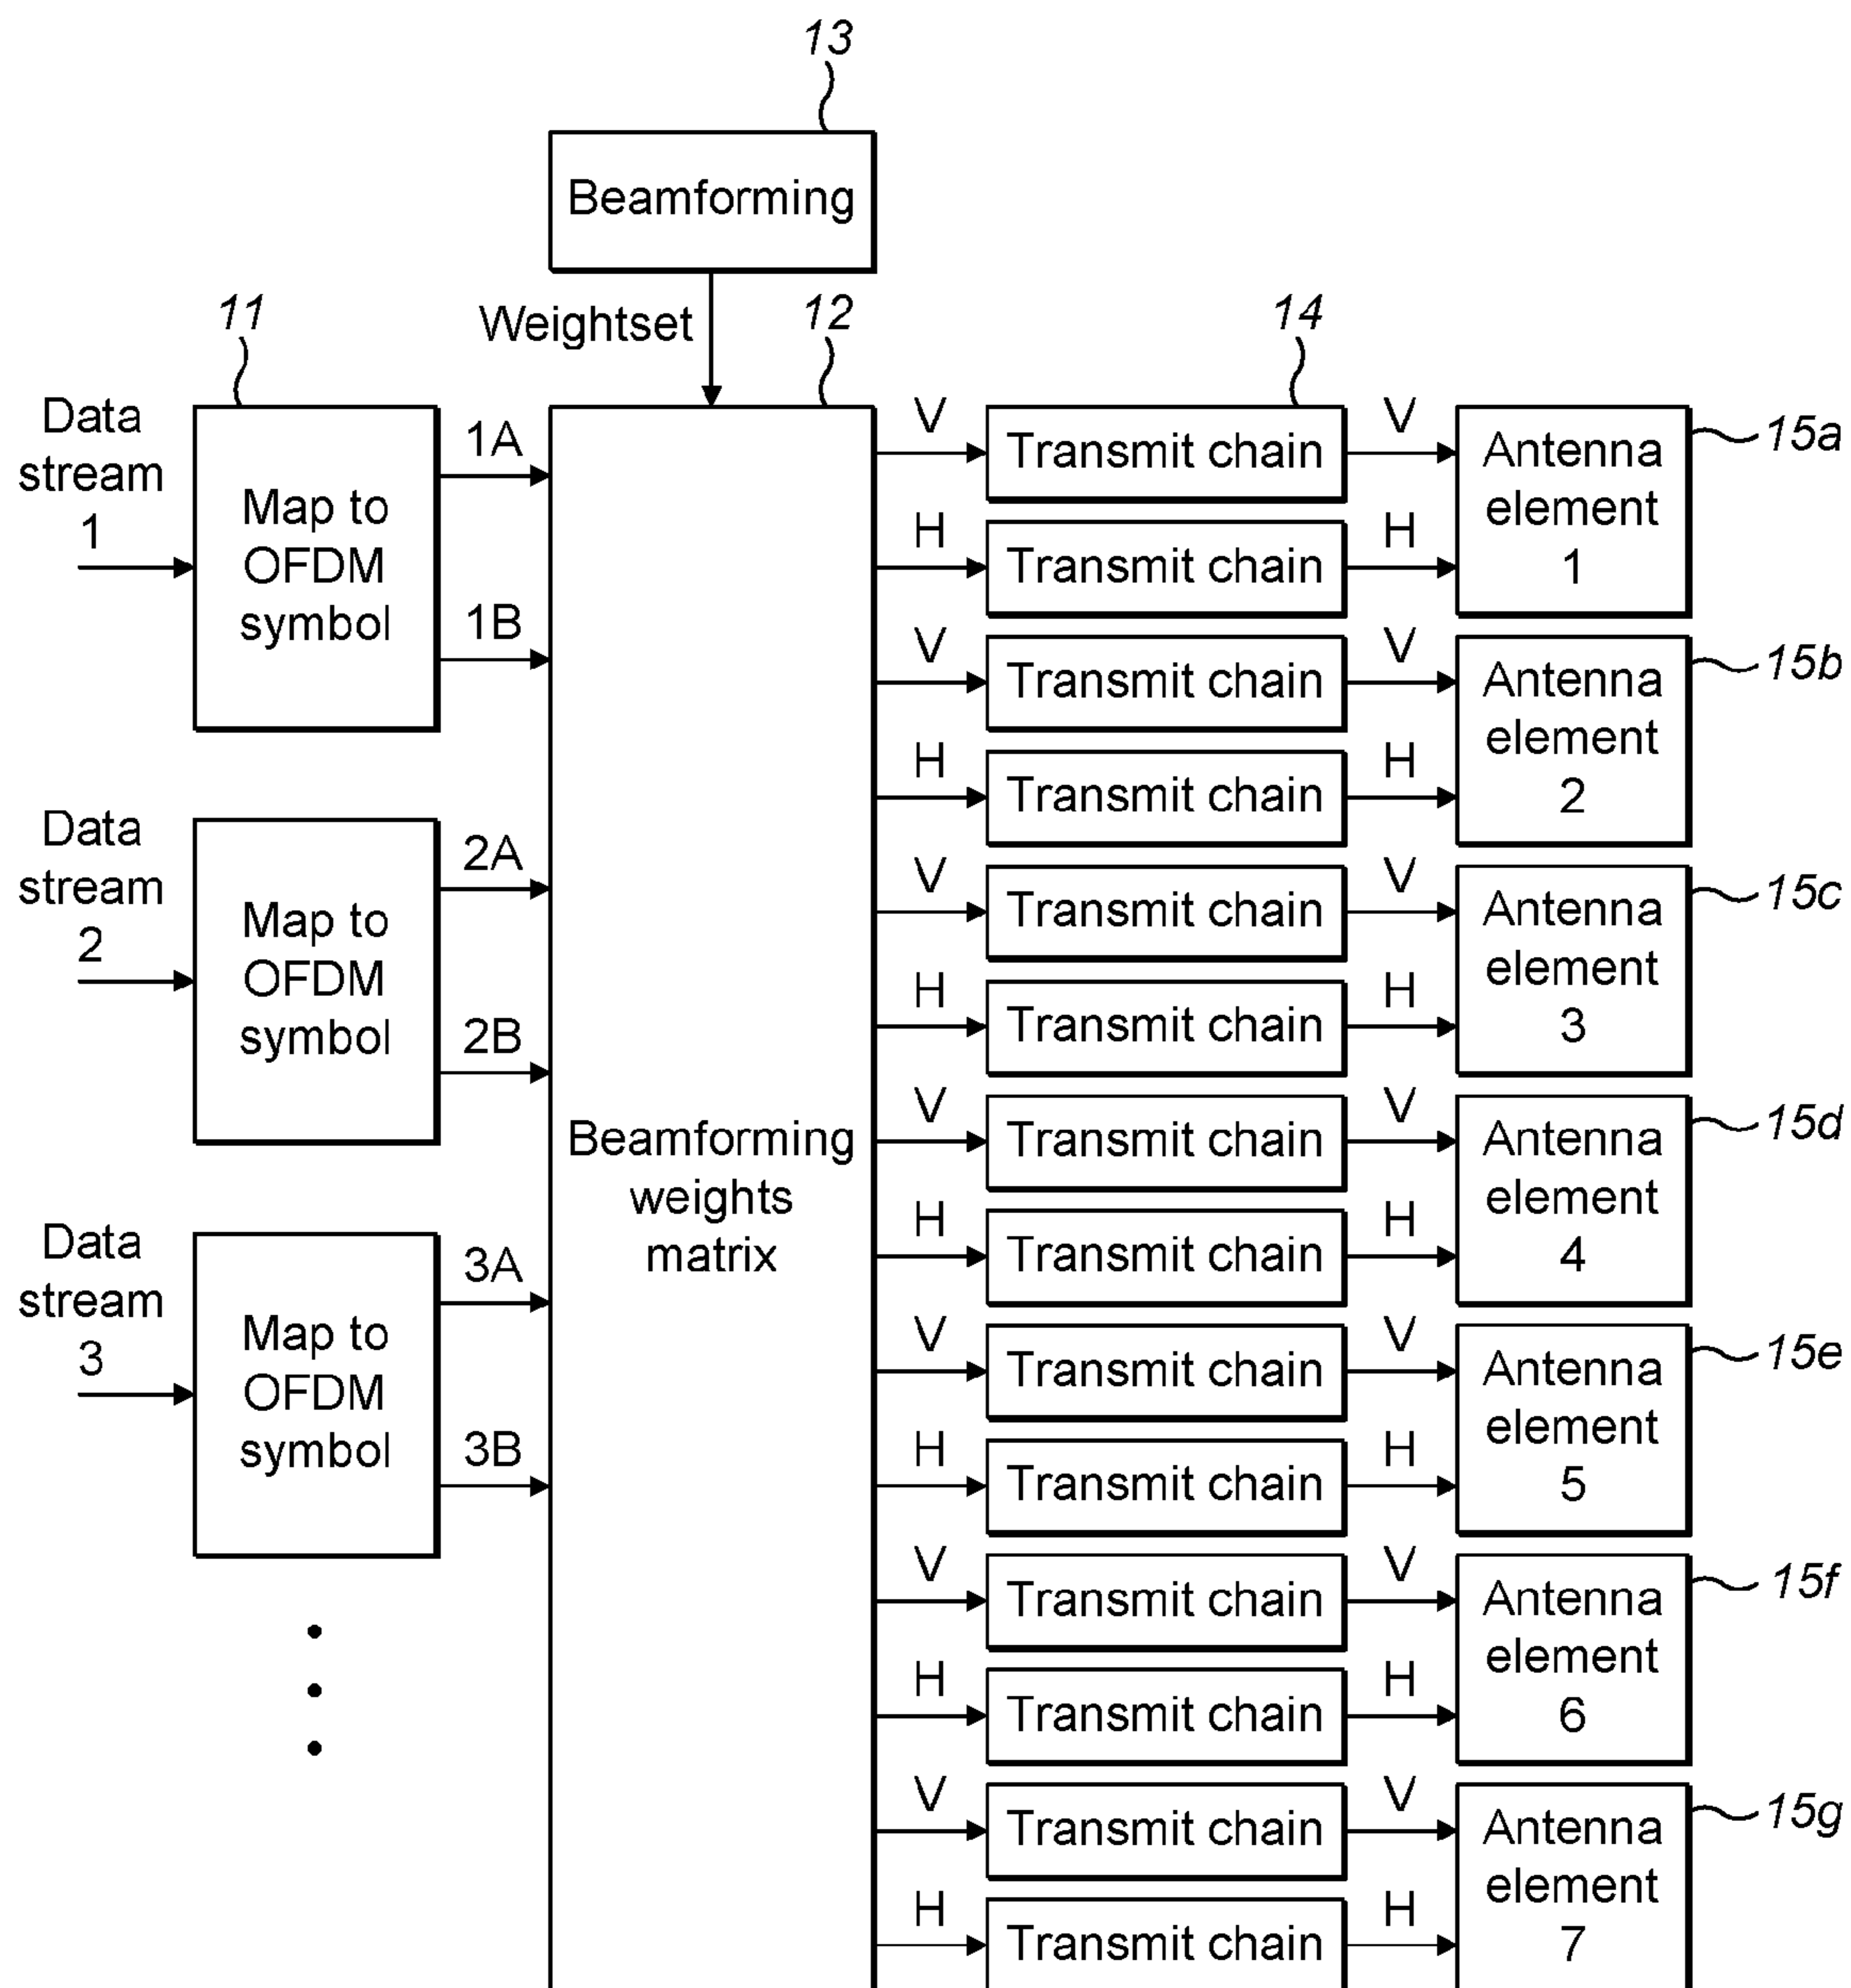 13
Beamforming
Weightset
11
12
14
Data
stream
1
Map to
OFDM
symbol
1A
1B
Data
stream
2
Map to
OFDM
symbol
2A
2B
Data
stream
3
Map to
OFDM
symbol
3A
3B
Beamforming
weights
matrix
V
Transmit chain
V
H
Transmit chain
H
Antenna
element
1
15a
V
Transmit chain
V
H
Transmit chain
H
Antenna
element
2
15b
V
Transmit chain
V
H
Transmit chain
H
Antenna
element
3
15c
V
Transmit chain
V
H
Transmit chain
H
Antenna
element
4
15d
V
Transmit chain
V
H
Transmit chain
H
Antenna
element
5
15e
V
Transmit chain
V
H
Transmit chain
H
Antenna
element
6
15f
V
Transmit chain
V
H
Transmit chain
H
Antenna
element
7
15g